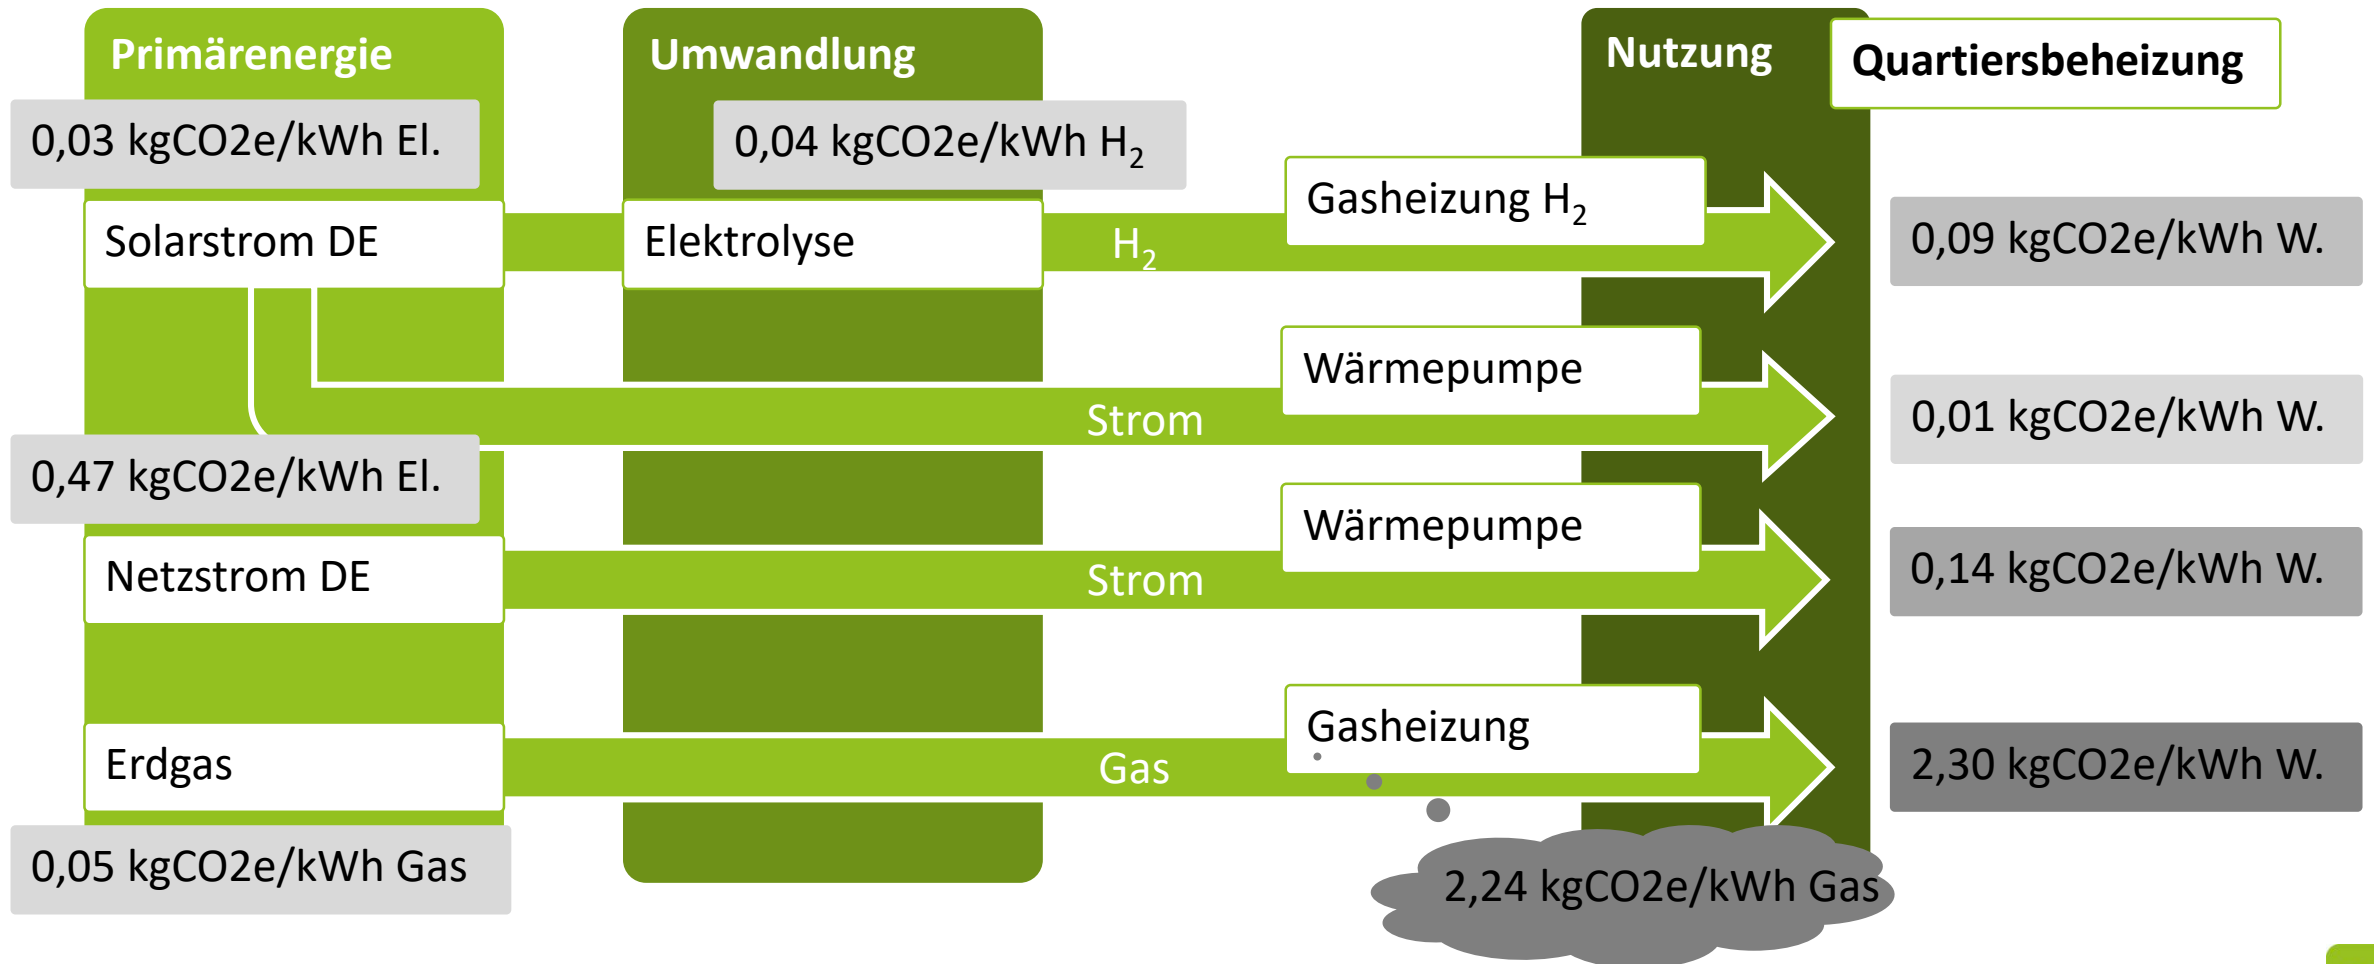 Primärenergie
Umwandlung
Nutzung
Quartiersbeheizung
0,03 kgCO2e/kWh El.
0,04 kgCO2e/kWh H₂
Solarstrom DE
Elektrolyse
H₂
Gasheizung H₂
0,09 kgCO2e/kWh W.
Strom
Wärmepumpe
0,01 kgCO2e/kWh W.
0,47 kgCO2e/kWh El.
Netzstrom DE
Strom
Wärmepumpe
0,14 kgCO2e/kWh W.
Erdgas
Gas
Gasheizung
2,30 kgCO2e/kWh W.
0,05 kgCO2e/kWh Gas
2,24 kgCO2e/kWh Gas